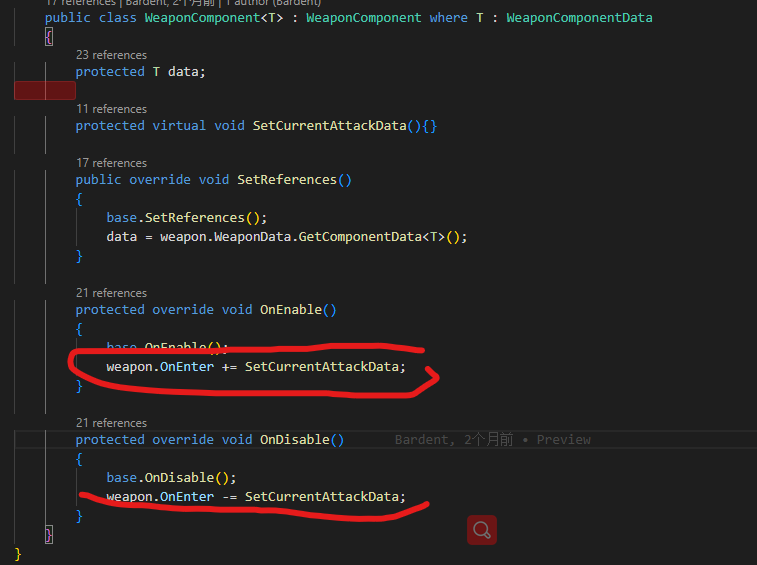 17 references | Bardent, 2个月前 | 1 author (Bardent)
public class WeaponComponent<T> : WeaponComponent where T : WeaponComponentData
{
23 references
protected T data;
11 references
protected virtual void SetCurrentAttackData(){}
17 references
public override void SetReferences()
{
base.SetReferences();
data = weapon.WeaponData.GetComponentData<T>();
}
21 references
protected override void OnEnable()
{
base.OnEnable();
weapon.OnEnter += SetCurrentAttackData;
}
21 references
protected override void OnDisable() Bardent, 2个月前 • Preview
{
base.OnDisable();
weapon.OnEnter -= SetCurrentAttackData;
}
}
}